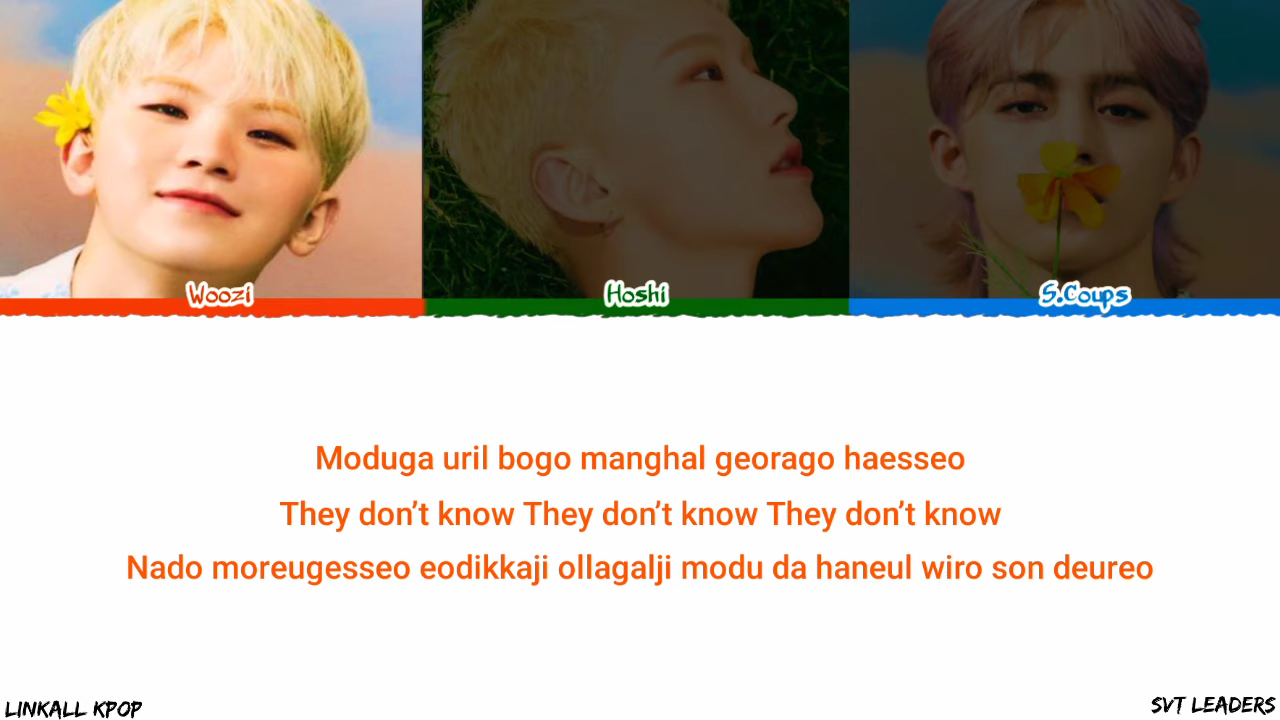 Woozi
Hoshi
S.Coups
Moduga uril bogo manghal georago haesseo
They don’t know They don’t know They don’t know
Nado moreugesseo eodikkaji ollagalji modu da haneul wiro son deureo
LINKALL KPOP
SVT LEADERS